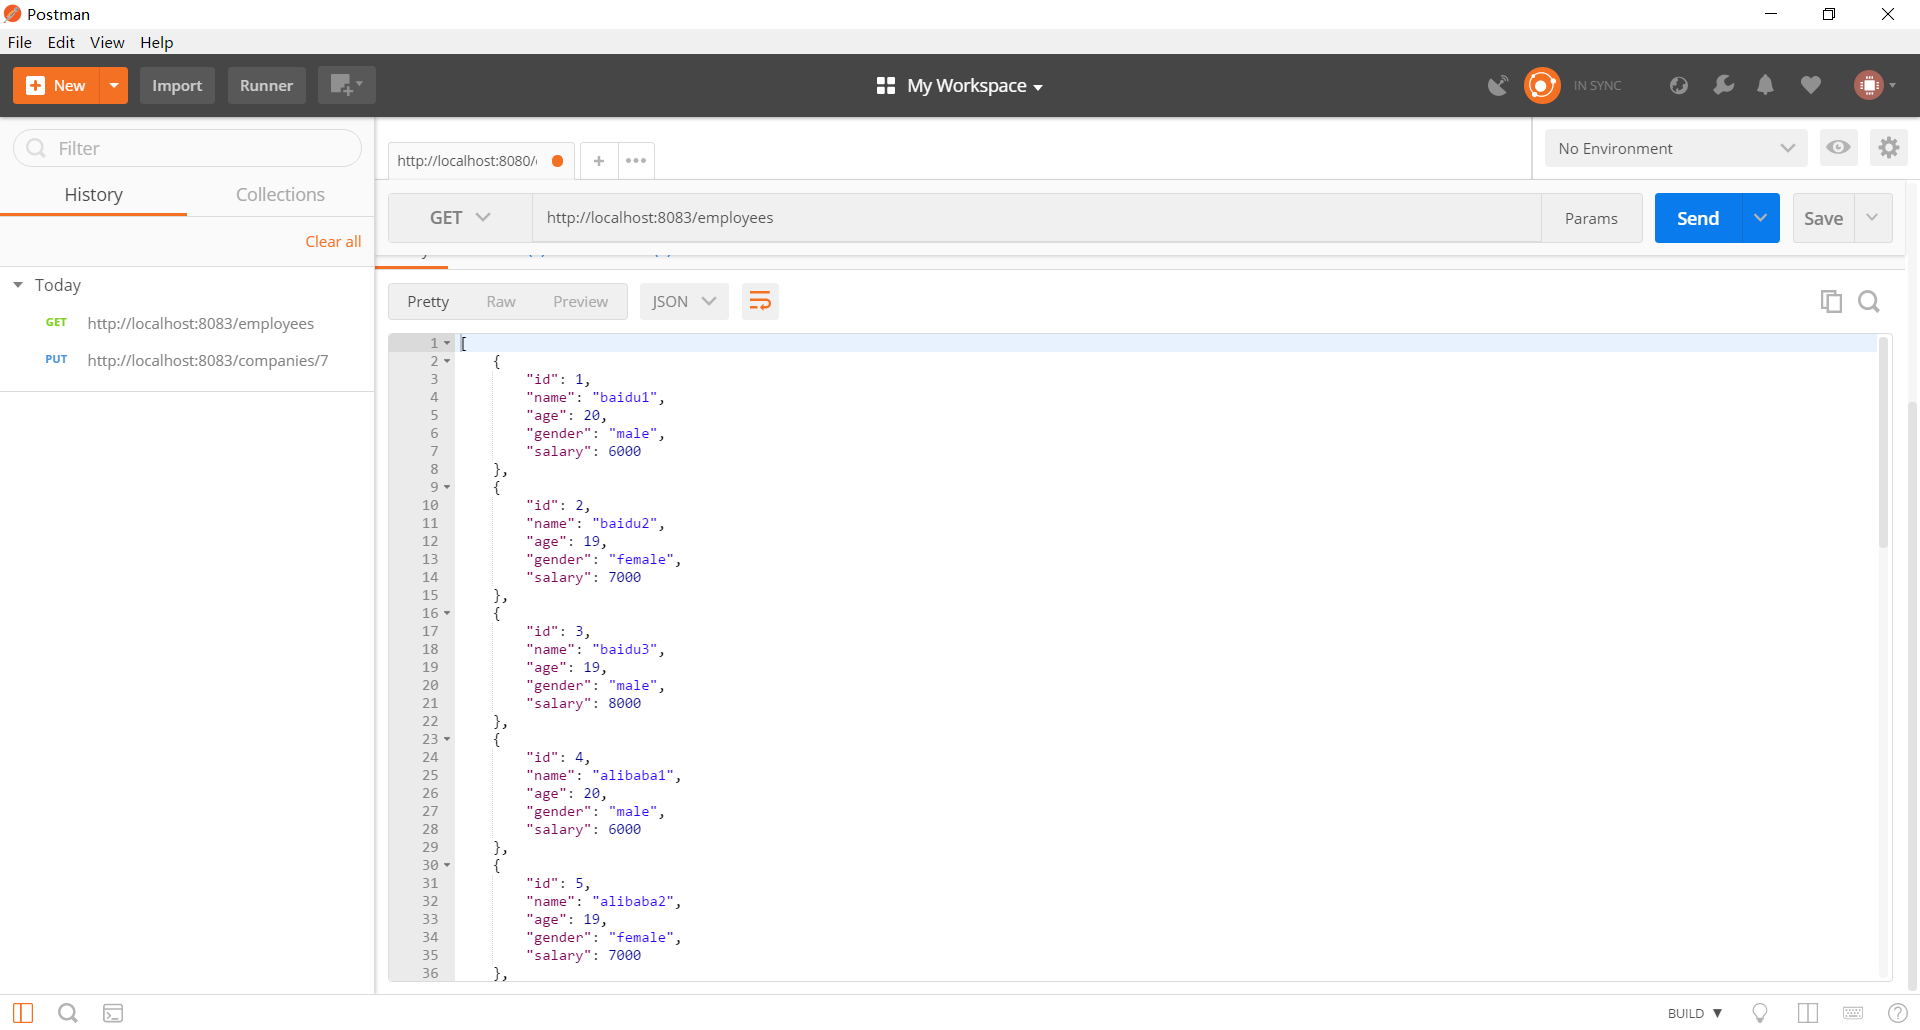 Postman
File Edit View Help
New Import Runner My Workspace IN SYNC
Filter
History Collections
Clear all
Today
GET http://localhost:8083/employees
PUT http://localhost:8083/companies/7
http://localhost:8080/ + •••
No Environment
GET http://localhost:8083/employees Params Send Save
Pretty Raw Preview JSON
1 [
2 {
3 "id": 1,
4 "name": "baidu1",
5 "age": 20,
6 "gender": "male",
7 "salary": 6000
8 },
9 {
10 "id": 2,
11 "name": "baidu2",
12 "age": 19,
13 "gender": "female",
14 "salary": 7000
15 },
16 {
17 "id": 3,
18 "name": "baidu3",
19 "age": 19,
20 "gender": "male",
21 "salary": 8000
22 },
23 {
24 "id": 4,
25 "name": "alibaba1",
26 "age": 20,
27 "gender": "male",
28 "salary": 6000
29 },
30 {
31 "id": 5,
32 "name": "alibaba2",
33 "age": 19,
34 "gender": "female",
35 "salary": 7000
36 },
BUILD ▼